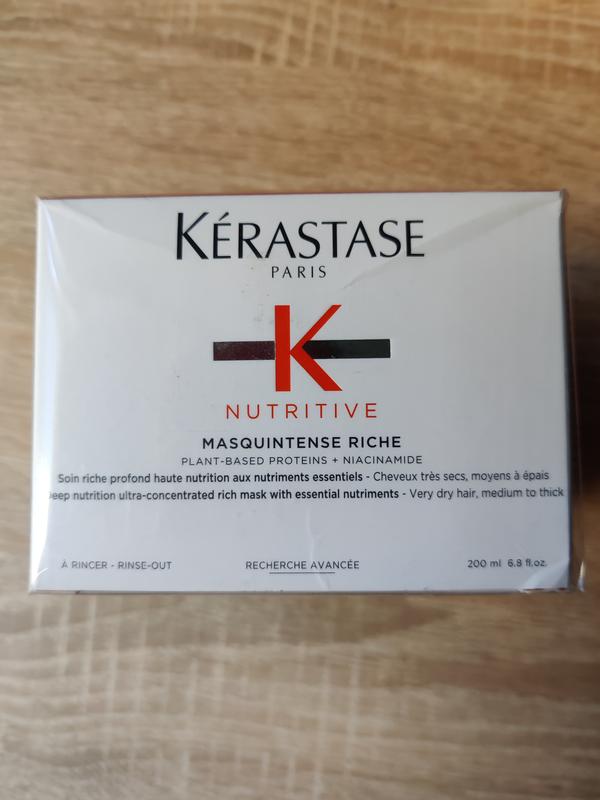 KÉRASTASE
PARIS
K
NUTRITIVE
MASQUINTENSE RICHE
PLANT-BASED PROTEINS + NIACINAMIDE
Soin riche profond haute nutrition aux nutriments essentiels - Cheveux très secs, moyens à épais
Deep nutrition ultra-concentrated rich mask with essential nutriments - Very dry hair, medium to thick
À RINCER - RINSE-OUT RECHERCHE AVANCÉE 200 ml 6.8 fl.oz.